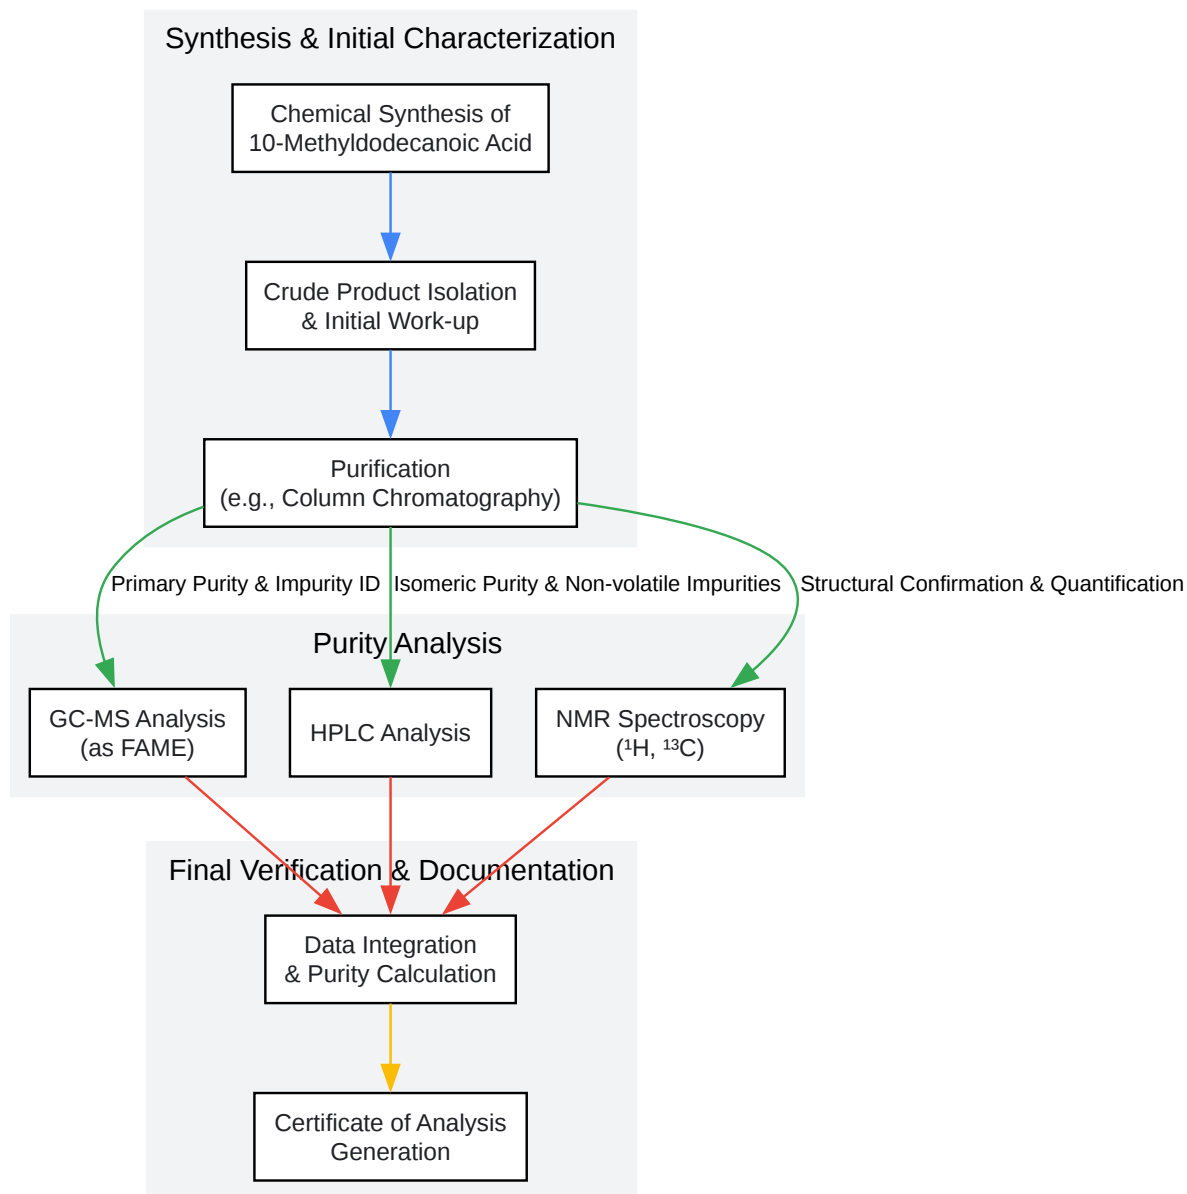 Synthesis & Initial Characterization
Chemical Synthesis of
10-Methyldodecanoic Acid
Crude Product Isolation
& Initial Work-up
Purification
(e.g., Column Chromatography)
Primary Purity & Impurity ID
Isomeric Purity & Non-volatile Impurities
Structural Confirmation & Quantification
Purity Analysis
GC-MS Analysis
(as FAME)
HPLC Analysis
NMR Spectroscopy
(¹H, ¹³C)
Final Verification & Documentation
Data Integration
& Purity Calculation
Certificate of Analysis
Generation